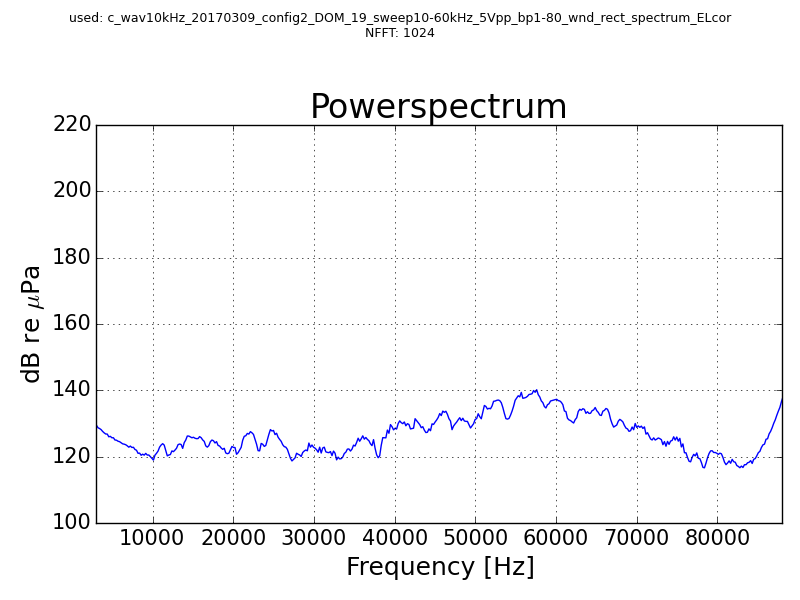 used: c_wav10kHz_20170309_config2_DOM_19_sweep10-60kHz_5Vpp_bp1-80_wnd_rect_spectrum_ELcor
NFFT: 1024
Powerspectrum
220
200
180
160
140
120
100
dB re μPa
10000 20000 30000 40000 50000 60000 70000 80000
Frequency [Hz]